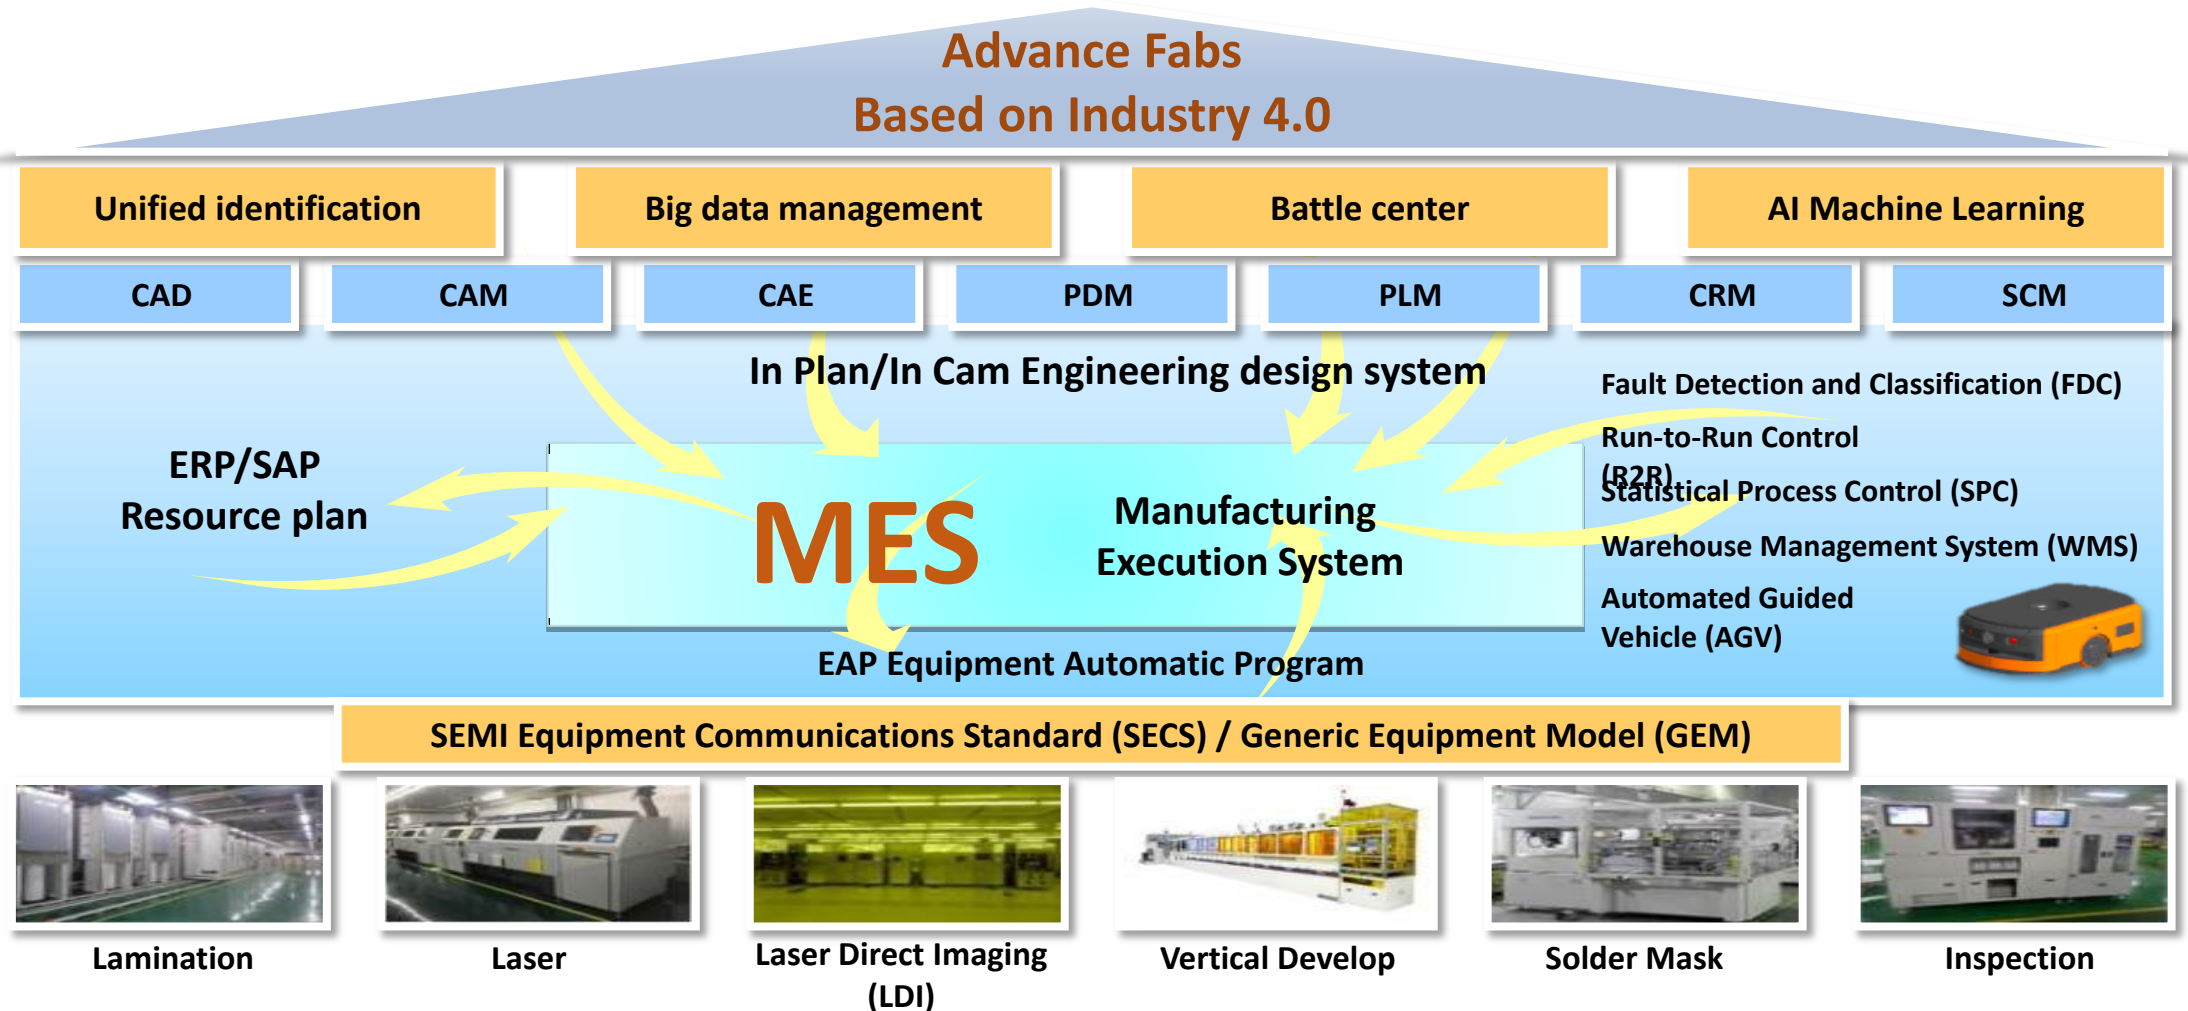 Advance Fabs
Based on Industry 4.0
Unified identification
Big data management
Battle center
AI Machine Learning
CAD
CAM
CAE
PDM
PLM
CRM
SCM
In Plan/In Cam Engineering design system
ERP/SAP
Resource plan
MES
Manufacturing
Execution System
Fault Detection and Classification (FDC)
Run-to-Run Control
(R2R)
Statistical Process Control (SPC)
Warehouse Management System (WMS)
Automated Guided
Vehicle (AGV)
EAP Equipment Automatic Program
SEMI Equipment Communications Standard (SECS) / Generic Equipment Model (GEM)
Lamination
Laser
Laser Direct Imaging
(LDI)
Vertical Develop
Solder Mask
Inspection